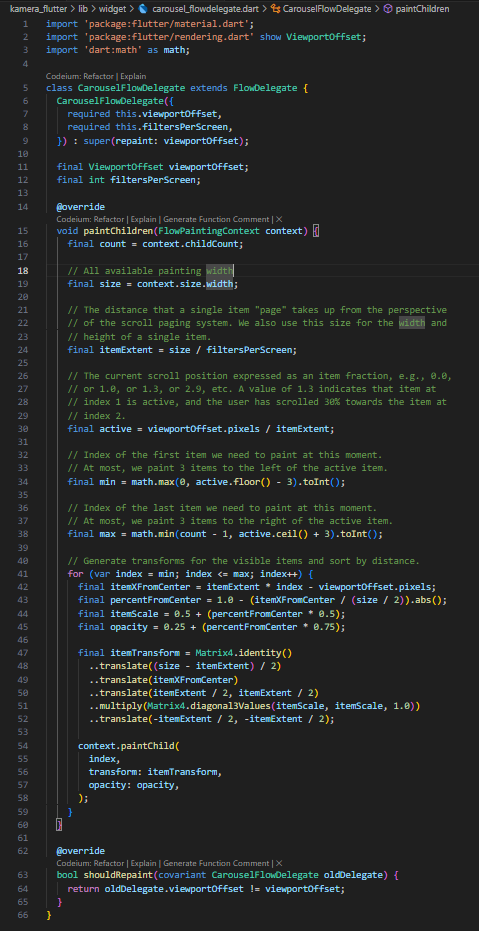 kamera_flutter > lib > widget > carousel_flowdelegate.dart > CarouselFlowDelegate > paintChildren
1 import 'package:flutter/material.dart';
2 import 'package:flutter/rendering.dart' show ViewportOffset;
3 import 'dart:math' as math;
4
Codeium: Refactor | Explain
5 class CarouselFlowDelegate extends FlowDelegate {
6 CarouselFlowDelegate({
7 required this.viewportOffset,
8 required this.filtersPerScreen,
9 }) : super(repaint: viewportOffset);
10
11 final ViewportOffset viewportOffset;
12 final int filtersPerScreen;
13
14 @override
Codeium: Refactor | Explain | Generate Function Comment | X
15 void paintChildren(FlowPaintingContext context) {
16 final count = context.childCount;
17
18 // All available painting width
19 final size = context.size.width;
20
21 // The distance that a single item "page" takes up from the perspective
22 // of the scroll paging system. We also use this size for the width and
23 // height of a single item.
24 final itemExtent = size / filtersPerScreen;
25
26 // The current scroll position expressed as an item fraction, e.g., 0.0,
27 // or 1.0, or 1.3, or 2.9, etc. A value of 1.3 indicates that item at
28 // index 1 is active, and the user has scrolled 30% towards the item at
29 // index 2.
30 final active = viewportOffset.pixels / itemExtent;
31
32 // Index of the first item we need to paint at this moment.
33 // At most, we paint 3 items to the left of the active item.
34 final min = math.max(0, active.floor() - 3).toInt();
35
36 // Index of the last item we need to paint at this moment.
37 // At most, we paint 3 items to the right of the active item.
38 final max = math.min(count - 1, active.ceil() + 3).toInt();
39
40 // Generate transforms for the visible items and sort by distance.
41 for (var index = min; index <= max; index++) {
42 final itemXFromCenter = itemExtent * index - viewportOffset.pixels;
43 final percentFromCenter = 1.0 - (itemXFromCenter / (size / 2)).abs();
44 final itemScale = 0.5 + (percentFromCenter * 0.5);
45 final opacity = 0.25 + (percentFromCenter * 0.75);
46
47 final itemTransform = Matrix4.identity()
48 ..translate((size - itemExtent) / 2)
49 ..translate(itemXFromCenter)
50 ..translate(itemExtent / 2, itemExtent / 2)
51 ..multiply(Matrix4.diagonal3Values(itemScale, itemScale, 1.0))
52 ..translate(-itemExtent / 2, -itemExtent / 2);
53
54 context.paintChild(
55 index,
56 transform: itemTransform,
57 opacity: opacity,
58 );
59 }
60 }
61
62 @override
Codeium: Refactor | Explain | Generate Function Comment | X
63 bool shouldRepaint(covariant CarouselFlowDelegate oldDelegate) {
64 return oldDelegate.viewportOffset != viewportOffset;
65 }
66 }